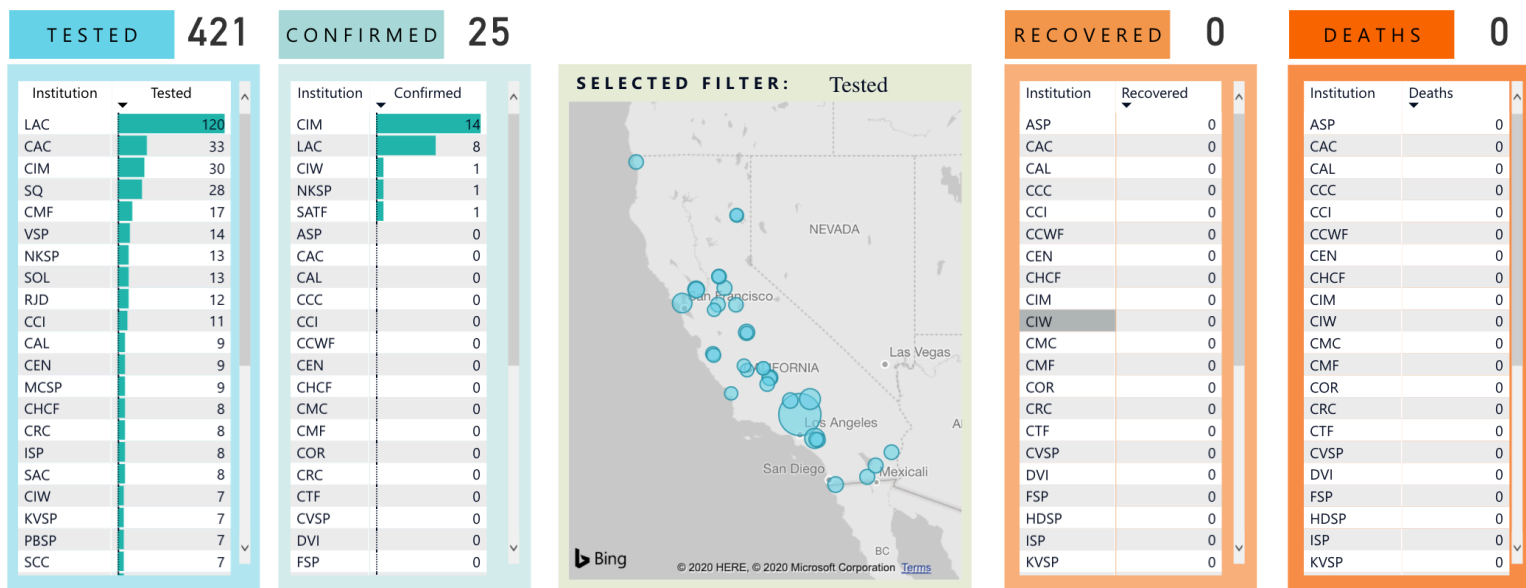 TESTED 421
Institution Tested
LAC 120
CAC 33
CIM 30
SQ 28
CMF 17
VSP 14
NKSP 13
SOL 13
RJD 12
CCI 11
CAL 9
CEN 9
MCSP 9
CHCF 8
CRC 8
ISP 8
SAC 8
CIW 7
KVSP 7
PBSP 7
SCC 7
CONFIRMED 25
Institution Confirmed
CIM 14
LAC 8
CIW 1
NKSP 1
SATF 1
ASP 0
CAC 0
CAL 0
CCC 0
CCI 0
CCWF 0
CEN 0
CHCF 0
CMC 0
CMF 0
COR 0
CRC 0
CTF 0
CVSP 0
DVI 0
FSP 0
SELECTED FILTER: Tested
NEVADA
San Francisco
Las Vegas
CALIFORNIA
Los Angeles
San Diego
Mexicali
BC
Bing
© 2020 HERE, © 2020 Microsoft Corporation Terms
RECOVERED 0
Institution Recovered
ASP 0
CAC 0
CAL 0
CCC 0
CCI 0
CCWF 0
CEN 0
CHCF 0
CIM 0
CIW 0
CMC 0
CMF 0
COR 0
CRC 0
CTF 0
CVSP 0
DVI 0
FSP 0
HDSP 0
ISP 0
KVSP 0
DEATHS 0
Institution Deaths
ASP 0
CAC 0
CAL 0
CCC 0
CCI 0
CCWF 0
CEN 0
CHCF 0
CIM 0
CIW 0
CMC 0
CMF 0
COR 0
CRC 0
CTF 0
CVSP 0
DVI 0
FSP 0
HDSP 0
ISP 0
KVSP 0